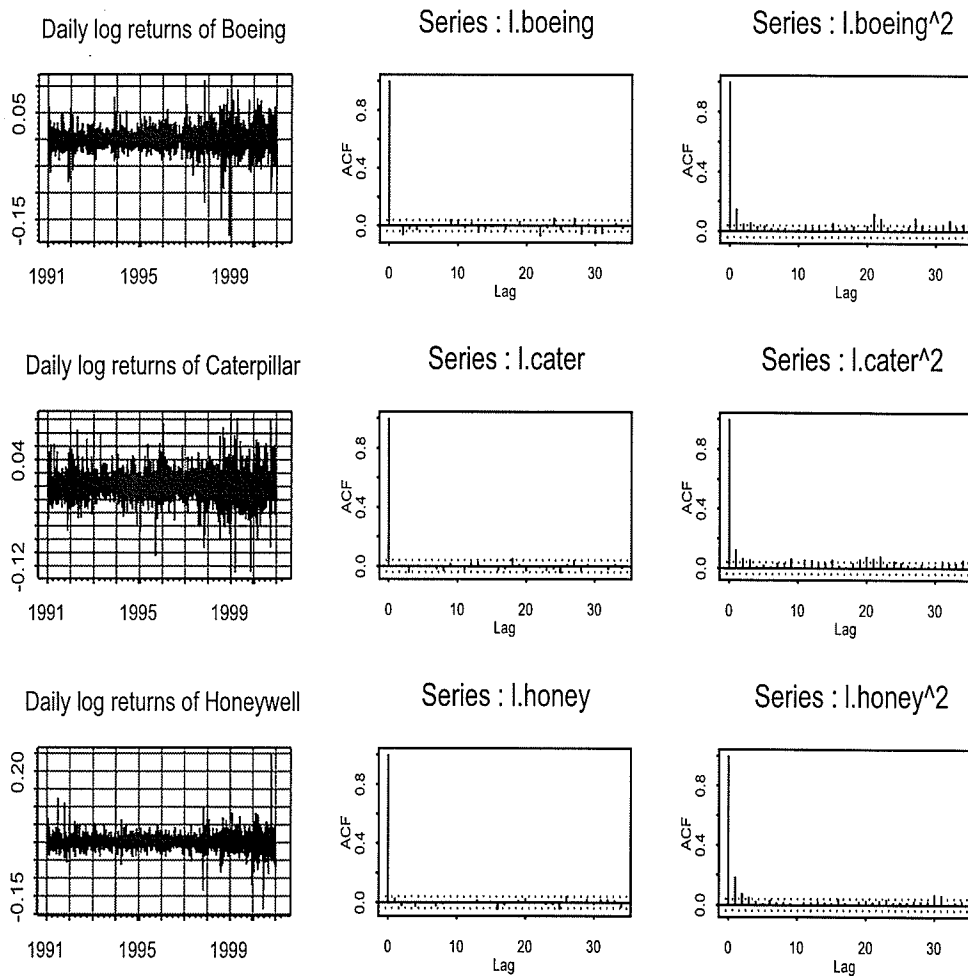 Daily log returns of Boeing
0.05
-0.15
1991 1995 1999
Series : l.boeing
ACF
0.8
0.4
0.0
0 10 20 30
Lag
Series : l.boeing^2
ACF
0.8
0.4
0.0
0 10 20 30
Lag
Daily log returns of Caterpillar
0.04
-0.12
1991 1995 1999
Series : l.cater
ACF
0.8
0.4
0.0
0 10 20 30
Lag
Series : l.cater^2
ACF
0.8
0.4
0.0
0 10 20 30
Lag
Daily log returns of Honeywell
0.20
-0.15
1991 1995 1999
Series : l.honey
ACF
0.8
0.4
0.0
0 10 20 30
Lag
Series : l.honey^2
ACF
0.8
0.4
0.0
0 10 20 30
Lag